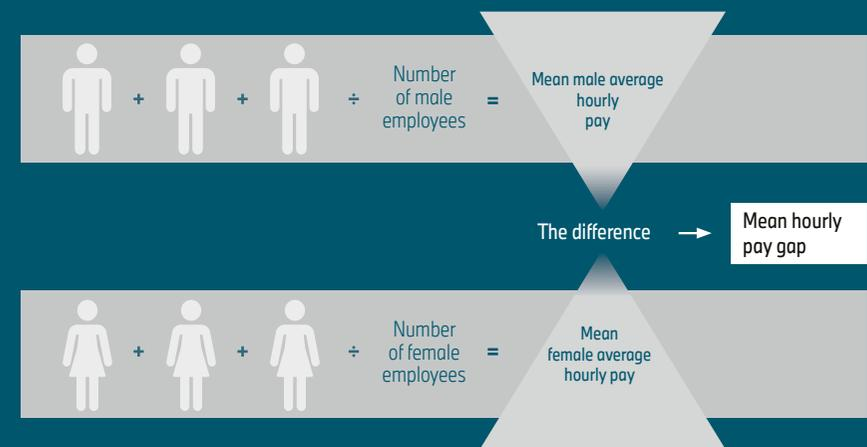 + + ÷ Number
of male
employees =
Mean male average
hourly
pay
The difference →
Mean hourly
pay gap
+ + ÷ Number
of female
employees =
Mean
female average
hourly pay